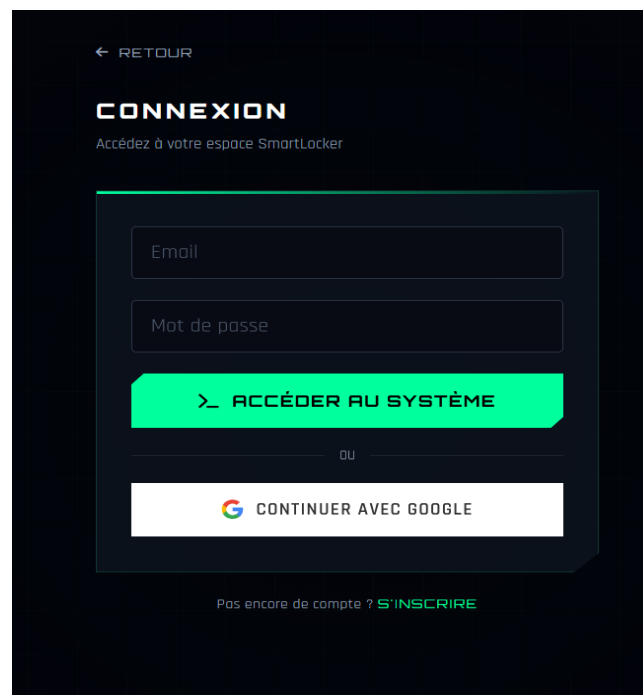 ← RETOUR
CONNEXION
Accédez à votre espace SmartLocker
Email
Mot de passe
>_ ACCÉDER AU SYSTÈME
OU
CONTINUER AVEC GOOGLE
Pas encore de compte ? S'INSCRIRE